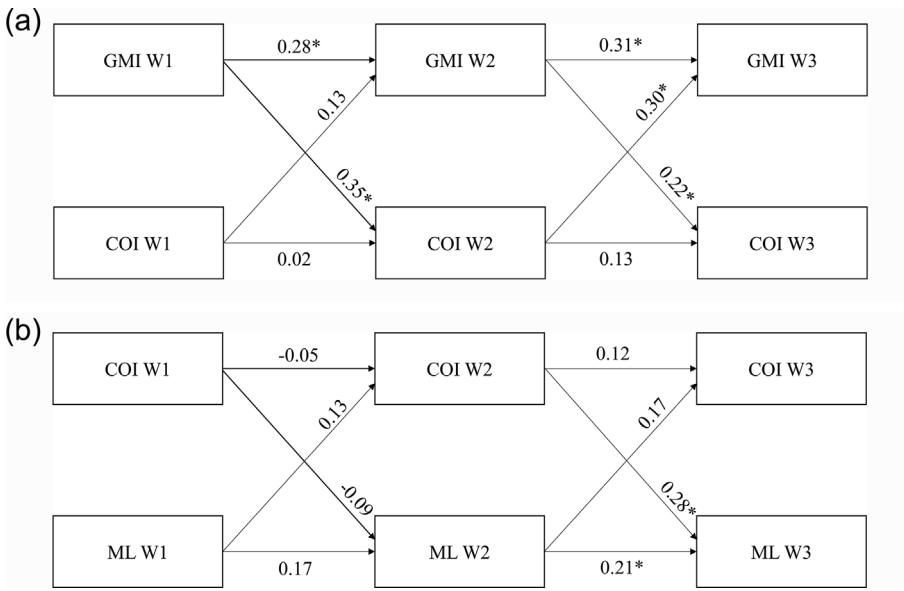 (a)
GMI W1
0.28*
GMI W2
0.31*
GMI W3
0.13
0.30*
0.35*
0.22*
COI W1
0.02
COI W2
0.13
COI W3
(b)
COI W1
-0.05
COI W2
0.12
COI W3
0.13
0.17
-0.09
0.28*
ML W1
0.17
ML W2
0.21*
ML W3